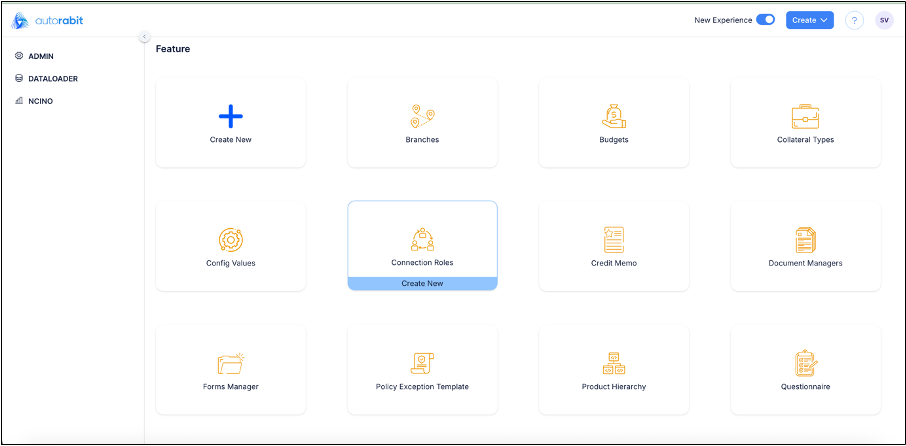 autorabit
New Experience
Create
?
SV
ADMIN
DATALOADER
NCINO
Feature
Create New
Branches
Budgets
Collateral Types
Config Values
Connection Roles
Create New
Credit Memo
Document Managers
Forms Manager
Policy Exception Template
Product Hierarchy
Questionnaire